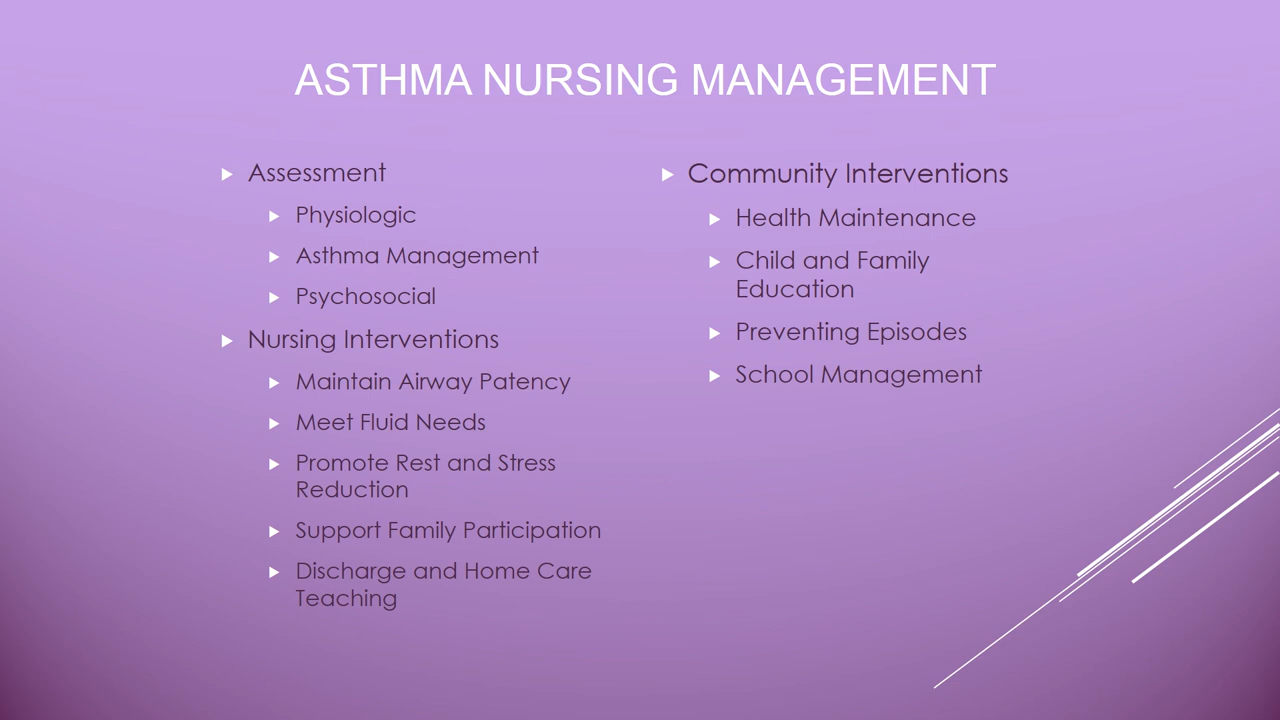 ASTHMA NURSING MANAGEMENT
Assessment
Physiologic
Asthma Management
Psychosocial
Nursing Interventions
Maintain Airway Patency
Meet Fluid Needs
Promote Rest and Stress
Reduction
Support Family Participation
Discharge and Home Care
Teaching
Community Interventions
Health Maintenance
Child and Family
Education
Preventing Episodes
School Management